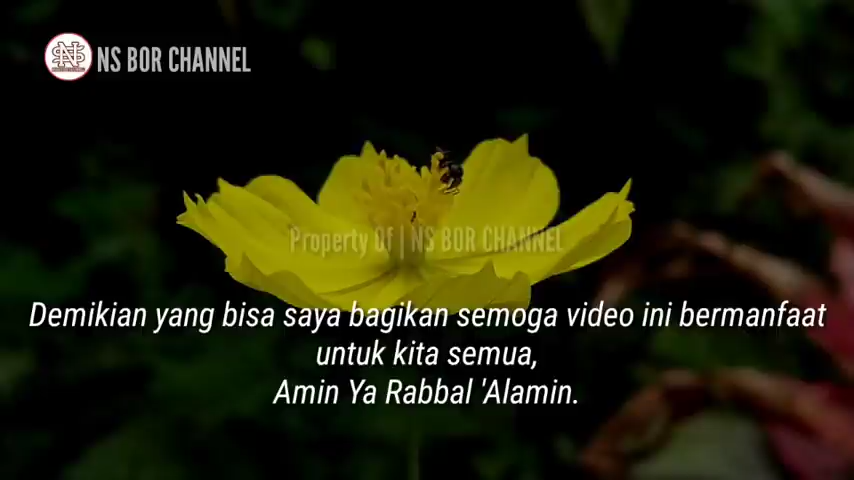 NS BOR CHANNEL
Property Of | NS BOR CHANNEL
Demikian yang bisa saya bagikan semoga video ini bermanfaat
untuk kita semua,
Amin Ya Rabbal 'Alamin.